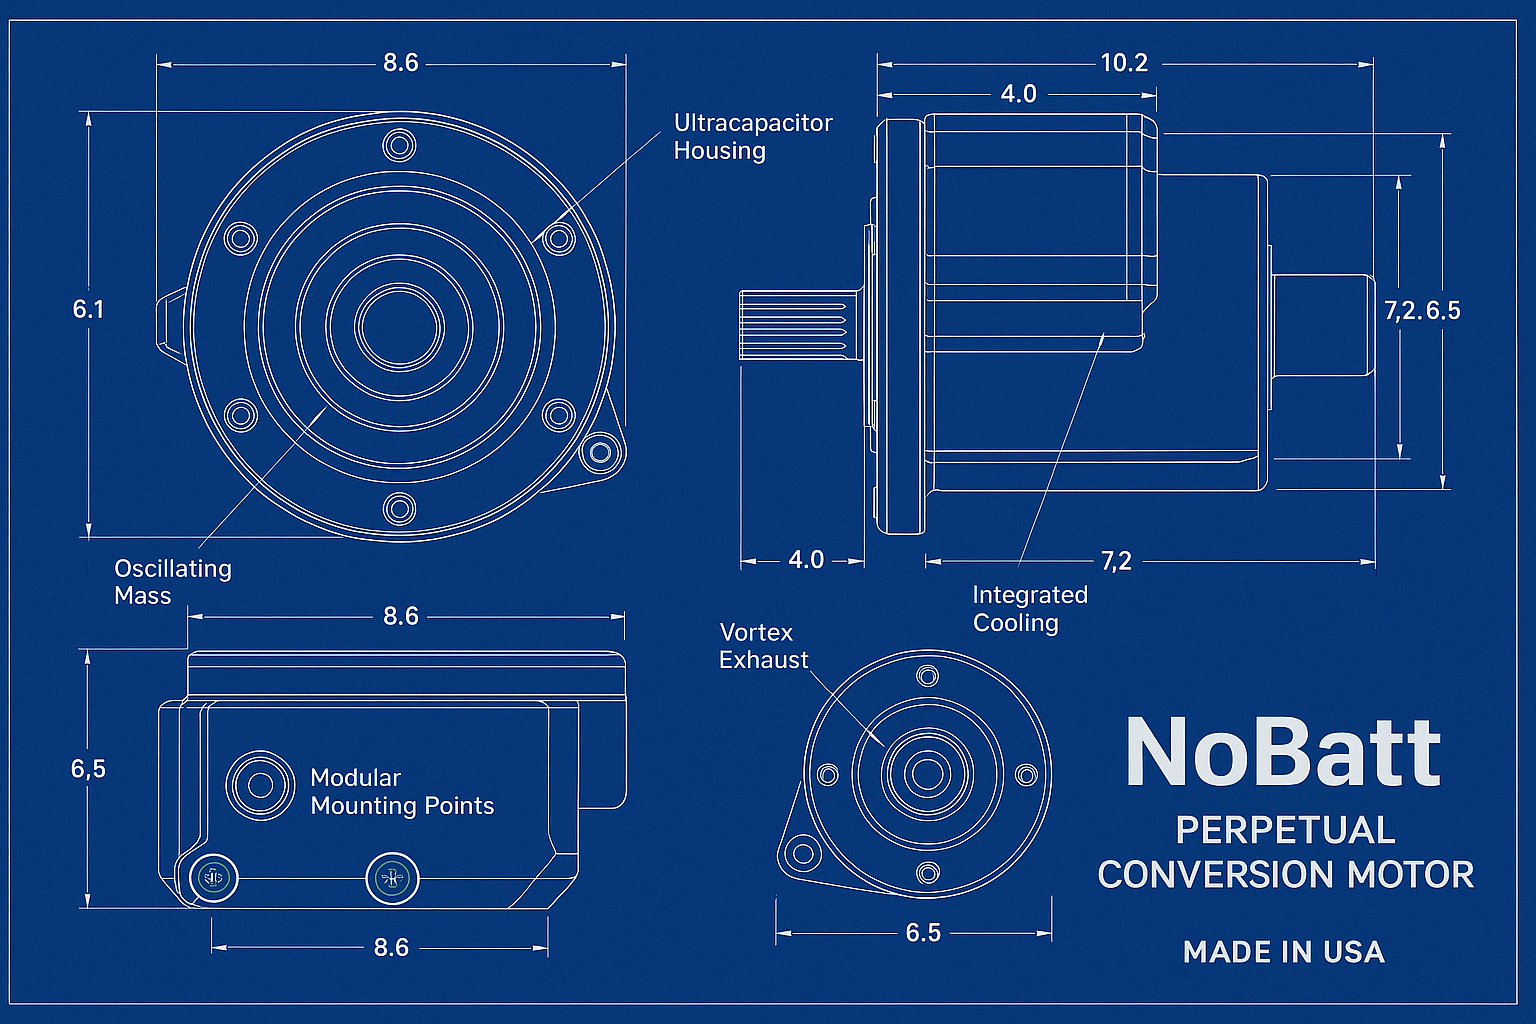 8.6
10.2
4.0
Ultracapacitor
Housing
6.1
7,2.
6.5
Oscillating
Mass
4.0
7,2
Integrated
Cooling
8.6
Vortex
Exhaust
6,5
Modular
Mounting Points
8.6
6.5
NoBatt
PERPETUAL
CONVERSION MOTOR
MADE IN USA